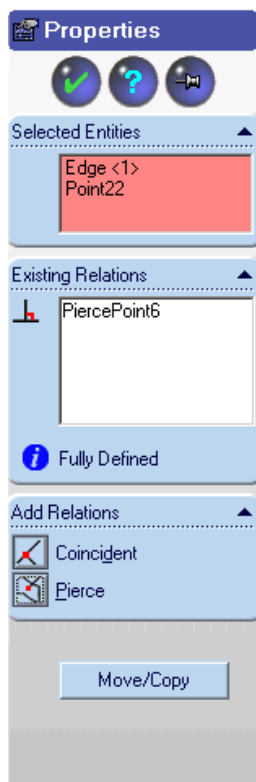 Properties
?
Selected Entities
Edge <1>
Point22
Existing Relations
PiercePoint6
i Fully Defined
Add Relations
Coincident
Pierce
Move/Copy